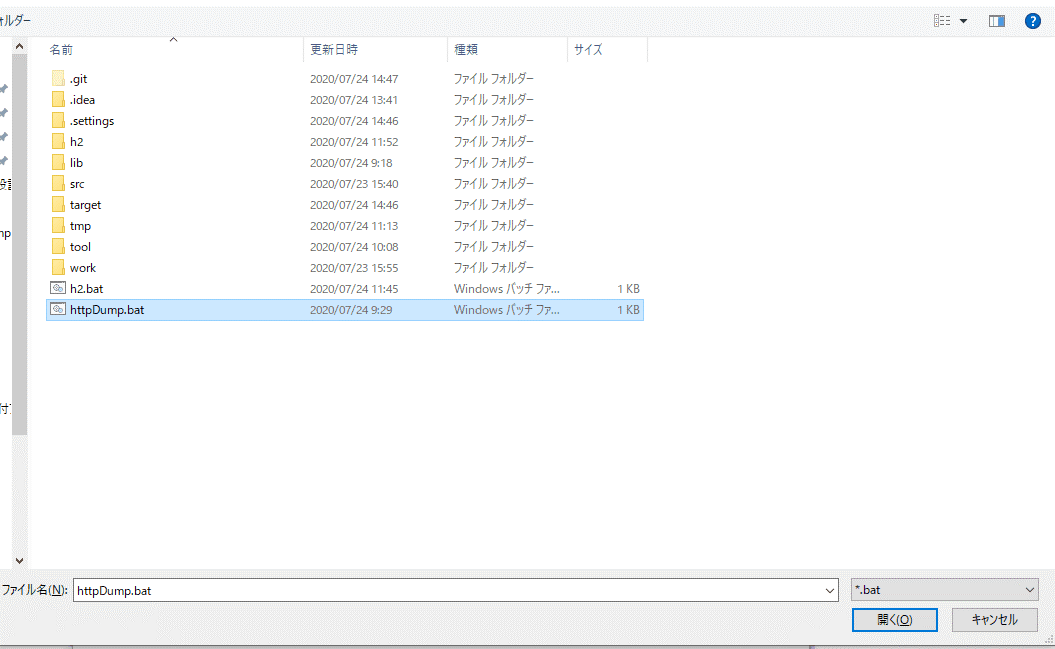 ォルダー
?
名前 更新日時 種類 サイズ
.git 2020/07/24 14:47 ファイル フォルダー
.idea 2020/07/24 13:41 ファイル フォルダー
.settings 2020/07/24 14:46 ファイル フォルダー
h2 2020/07/24 11:52 ファイル フォルダー
lib 2020/07/24 9:18 ファイル フォルダー
src 2020/07/23 15:40 ファイル フォルダー
target 2020/07/24 14:46 ファイル フォルダー
tmp 2020/07/24 11:13 ファイル フォルダー
tool 2020/07/24 10:08 ファイル フォルダー
work 2020/07/23 15:55 ファイル フォルダー
h2.bat 2020/07/24 11:45 Windows バッチ ファ... 1 KB
httpDump.bat 2020/07/24 9:29 Windows バッチ ファ... 1 KB
ファイル名(N): httpDump.bat *.bat
開く(O) キャンセル